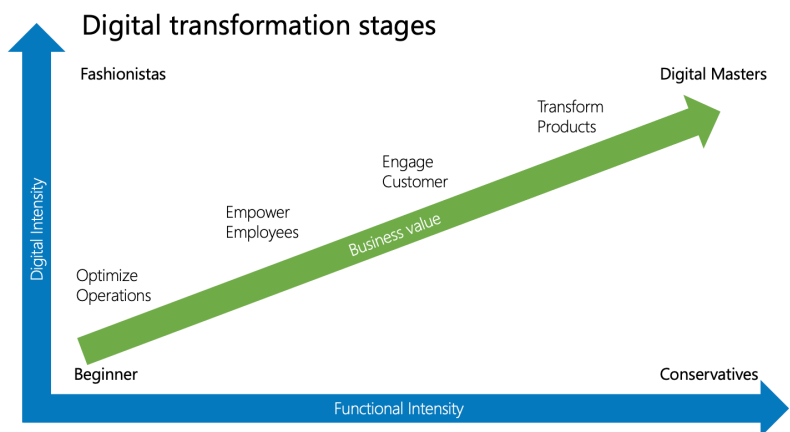 Digital transformation stages
Fashionistas
Digital Masters
Transform
Products
Engage
Customer
Empower
Employees
Business value
Digital Intensity
Optimize
Operations
Beginner
Conservatives
Functional Intensity